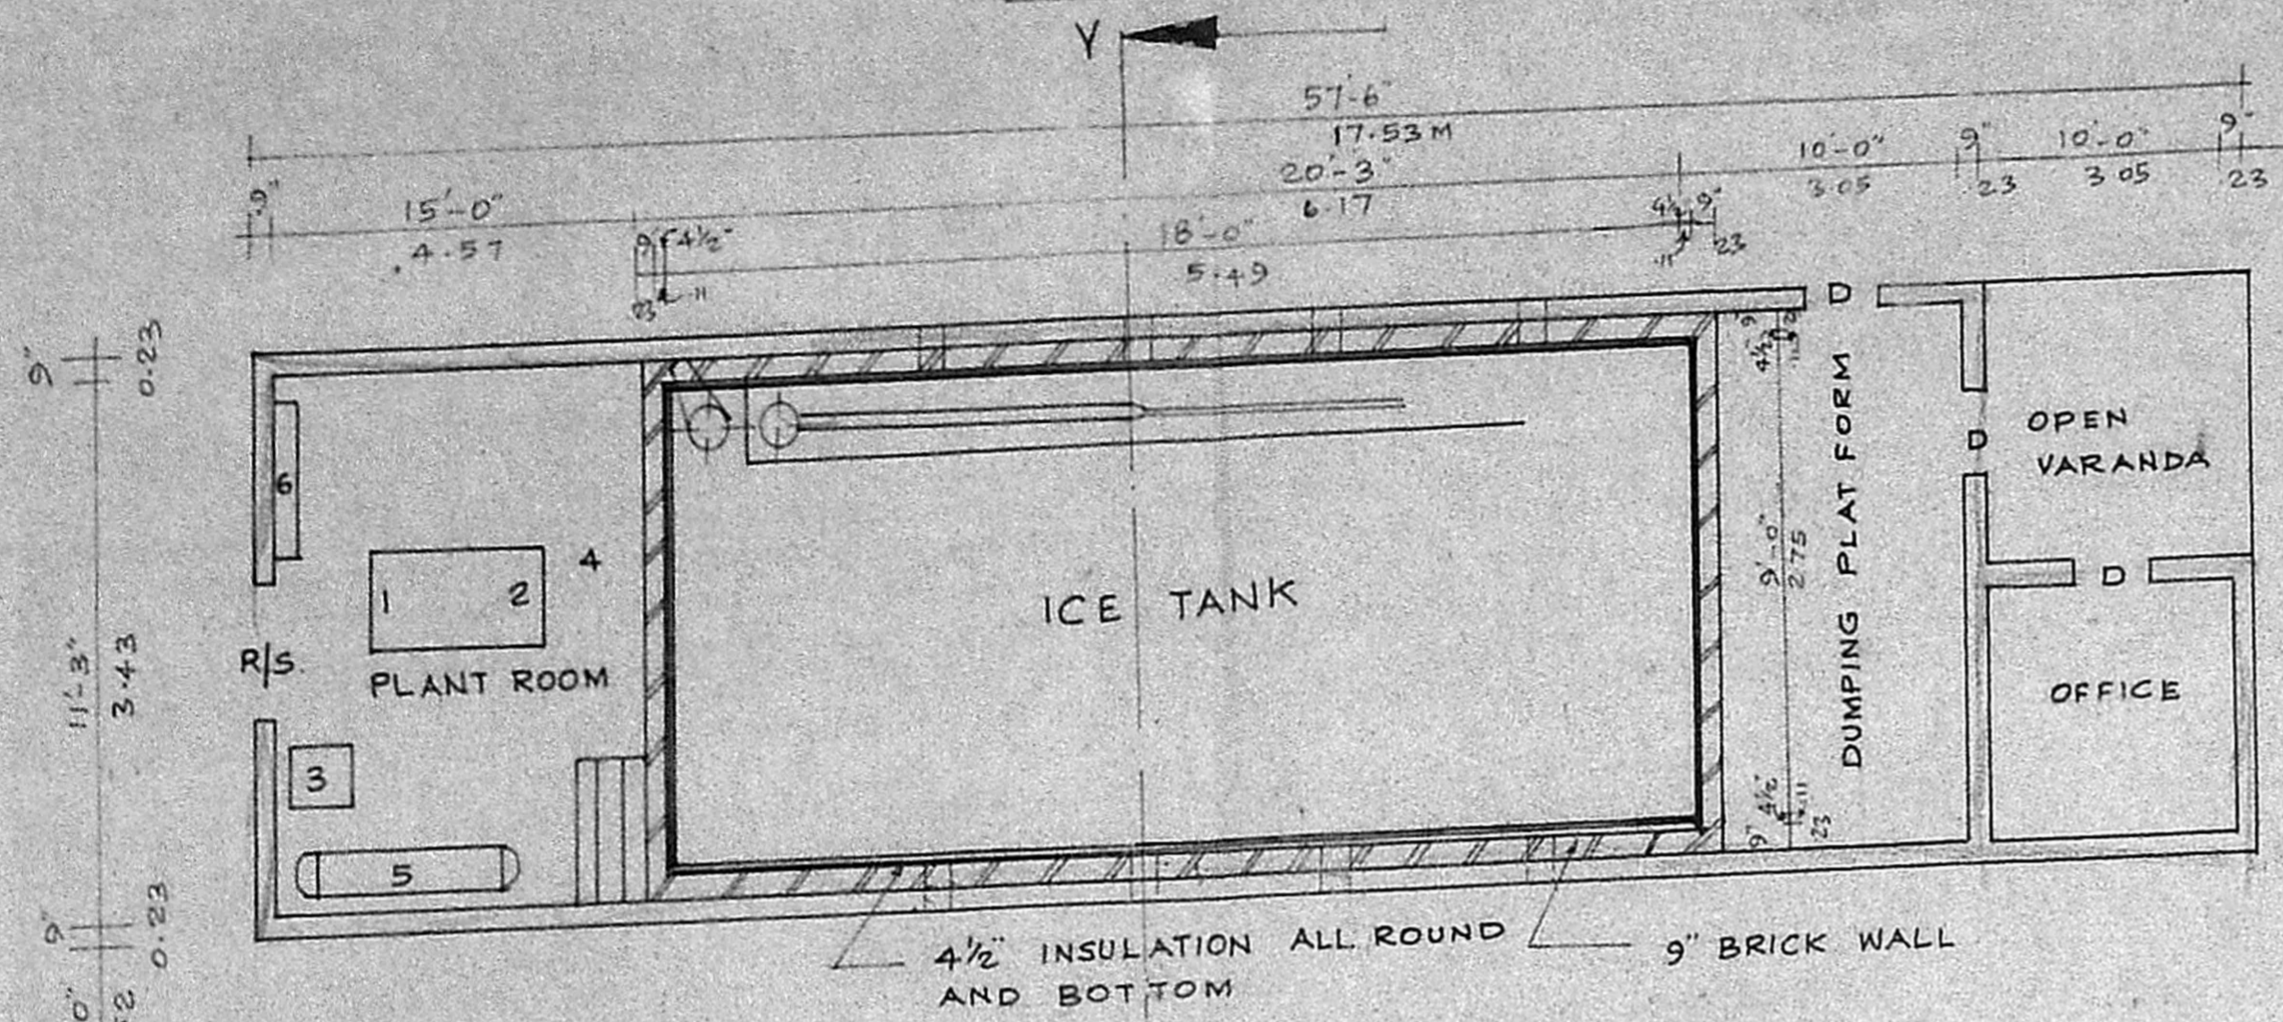 Y
57'-6"
17.53 M
20'-3"
6.17
10'-0"
3.05
9"
.23
10'-0"
3.05
9"
.23
9"
15'-0"
4.57
9"
4½"
23
.11
18'-0"
5.49
4½
9"
.11
23
9"
0.23
11'-3"
3.43
9"
0.23
6
1
2
4
R/S.
PLANT ROOM
3
5
ICE TANK
4½"
9'-0"
2.75
4½"
.11
9"
23
DUMPING PLAT FORM
D
D
OPEN
VARANDA
D
OFFICE
4½" INSULATION ALL ROUND
AND BOTTOM
9" BRICK WALL